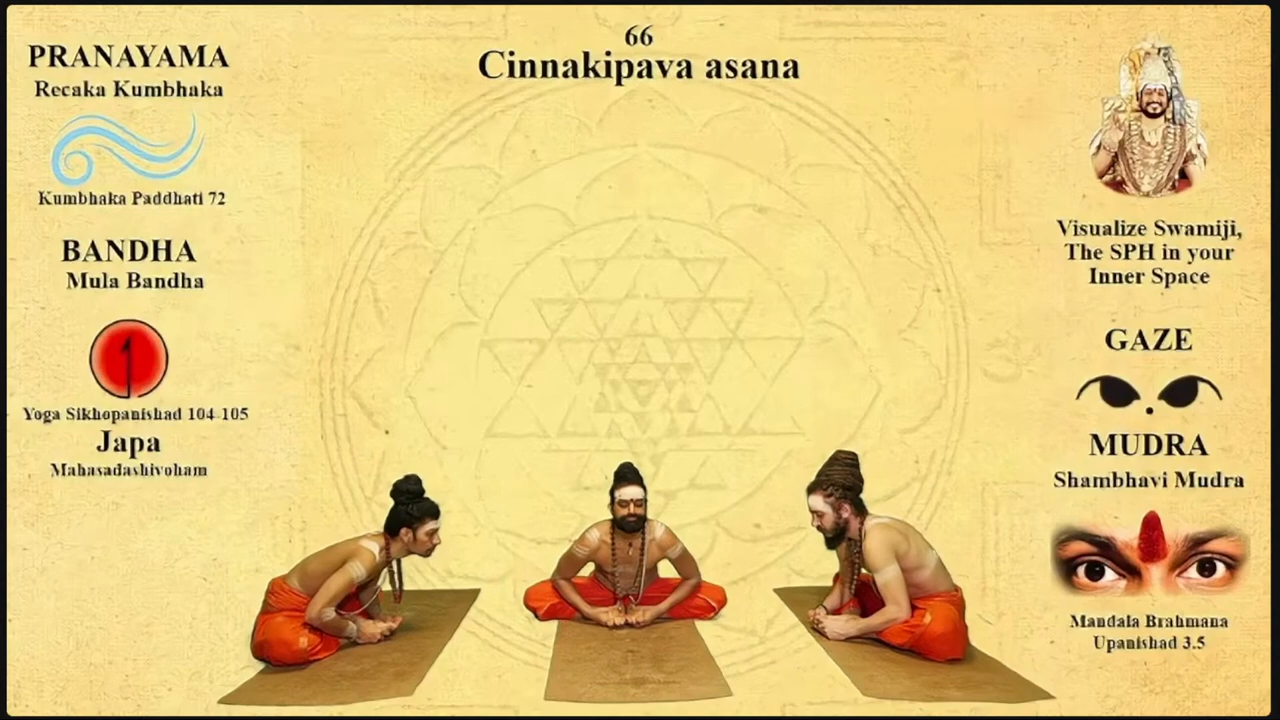 66
Cinnakipava asana
PRANAYAMA
Recaka Kumbhaka
Kumbhaka Paddhati 72
BANDHA
Mula Bandha
Yoga Sikhopanishad 104-105
Japa
Mahasadashivoham
Visualize Swamiji,
The SPH in your
Inner Space
GAZE
MUDRA
Shambhavi Mudra
Mandala Brahmana
Upanishad 3.5